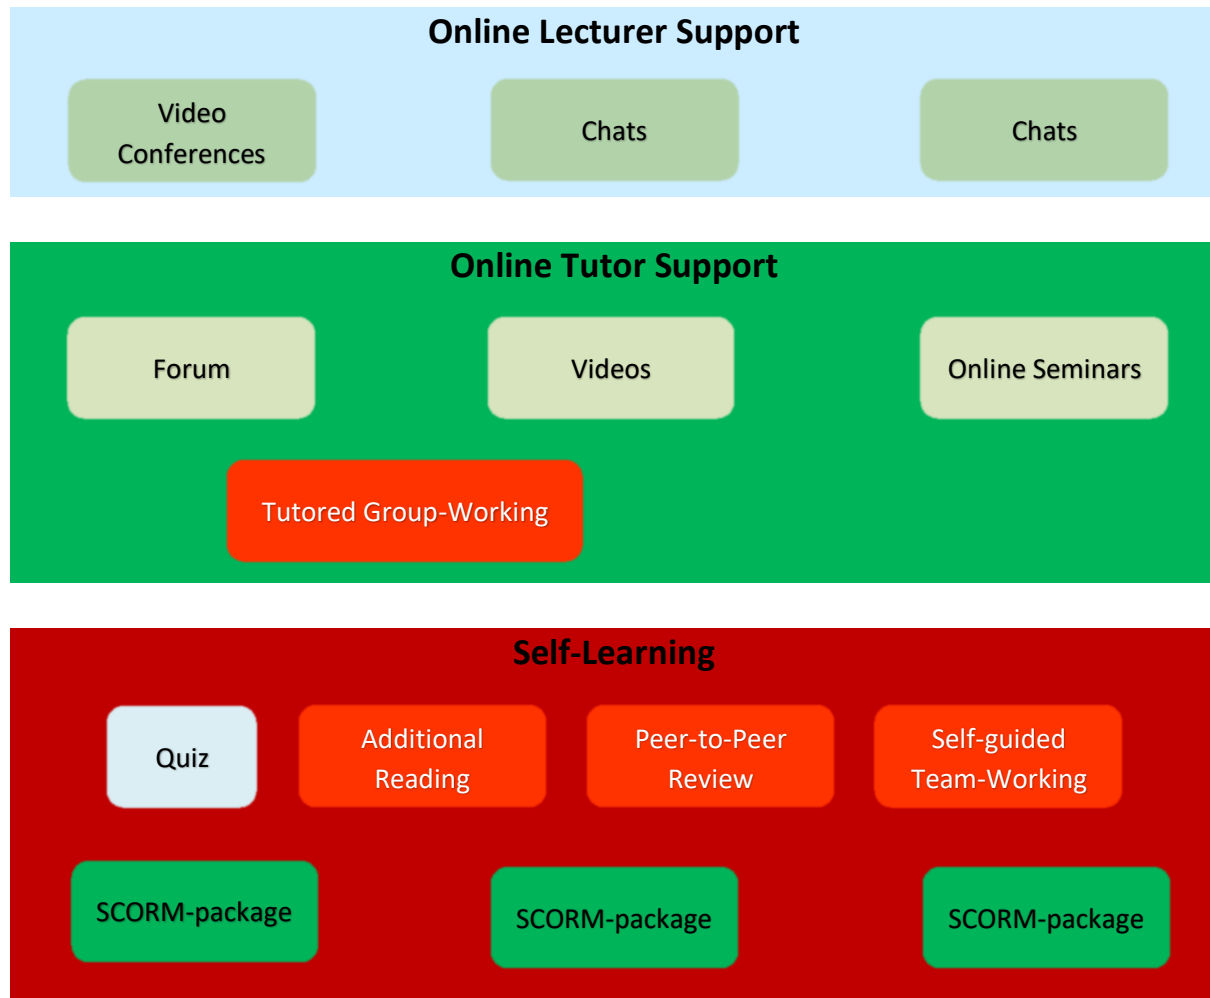 Online Lecturer Support
Video
Conferences
Chats
Chats
Online Tutor Support
Forum
Videos
Online Seminars
Tutored Group-Working
Self-Learning
Quiz
Additional
Reading
Peer-to-Peer
Review
Self-guided
Team-Working
SCORM-package
SCORM-package
SCORM-package